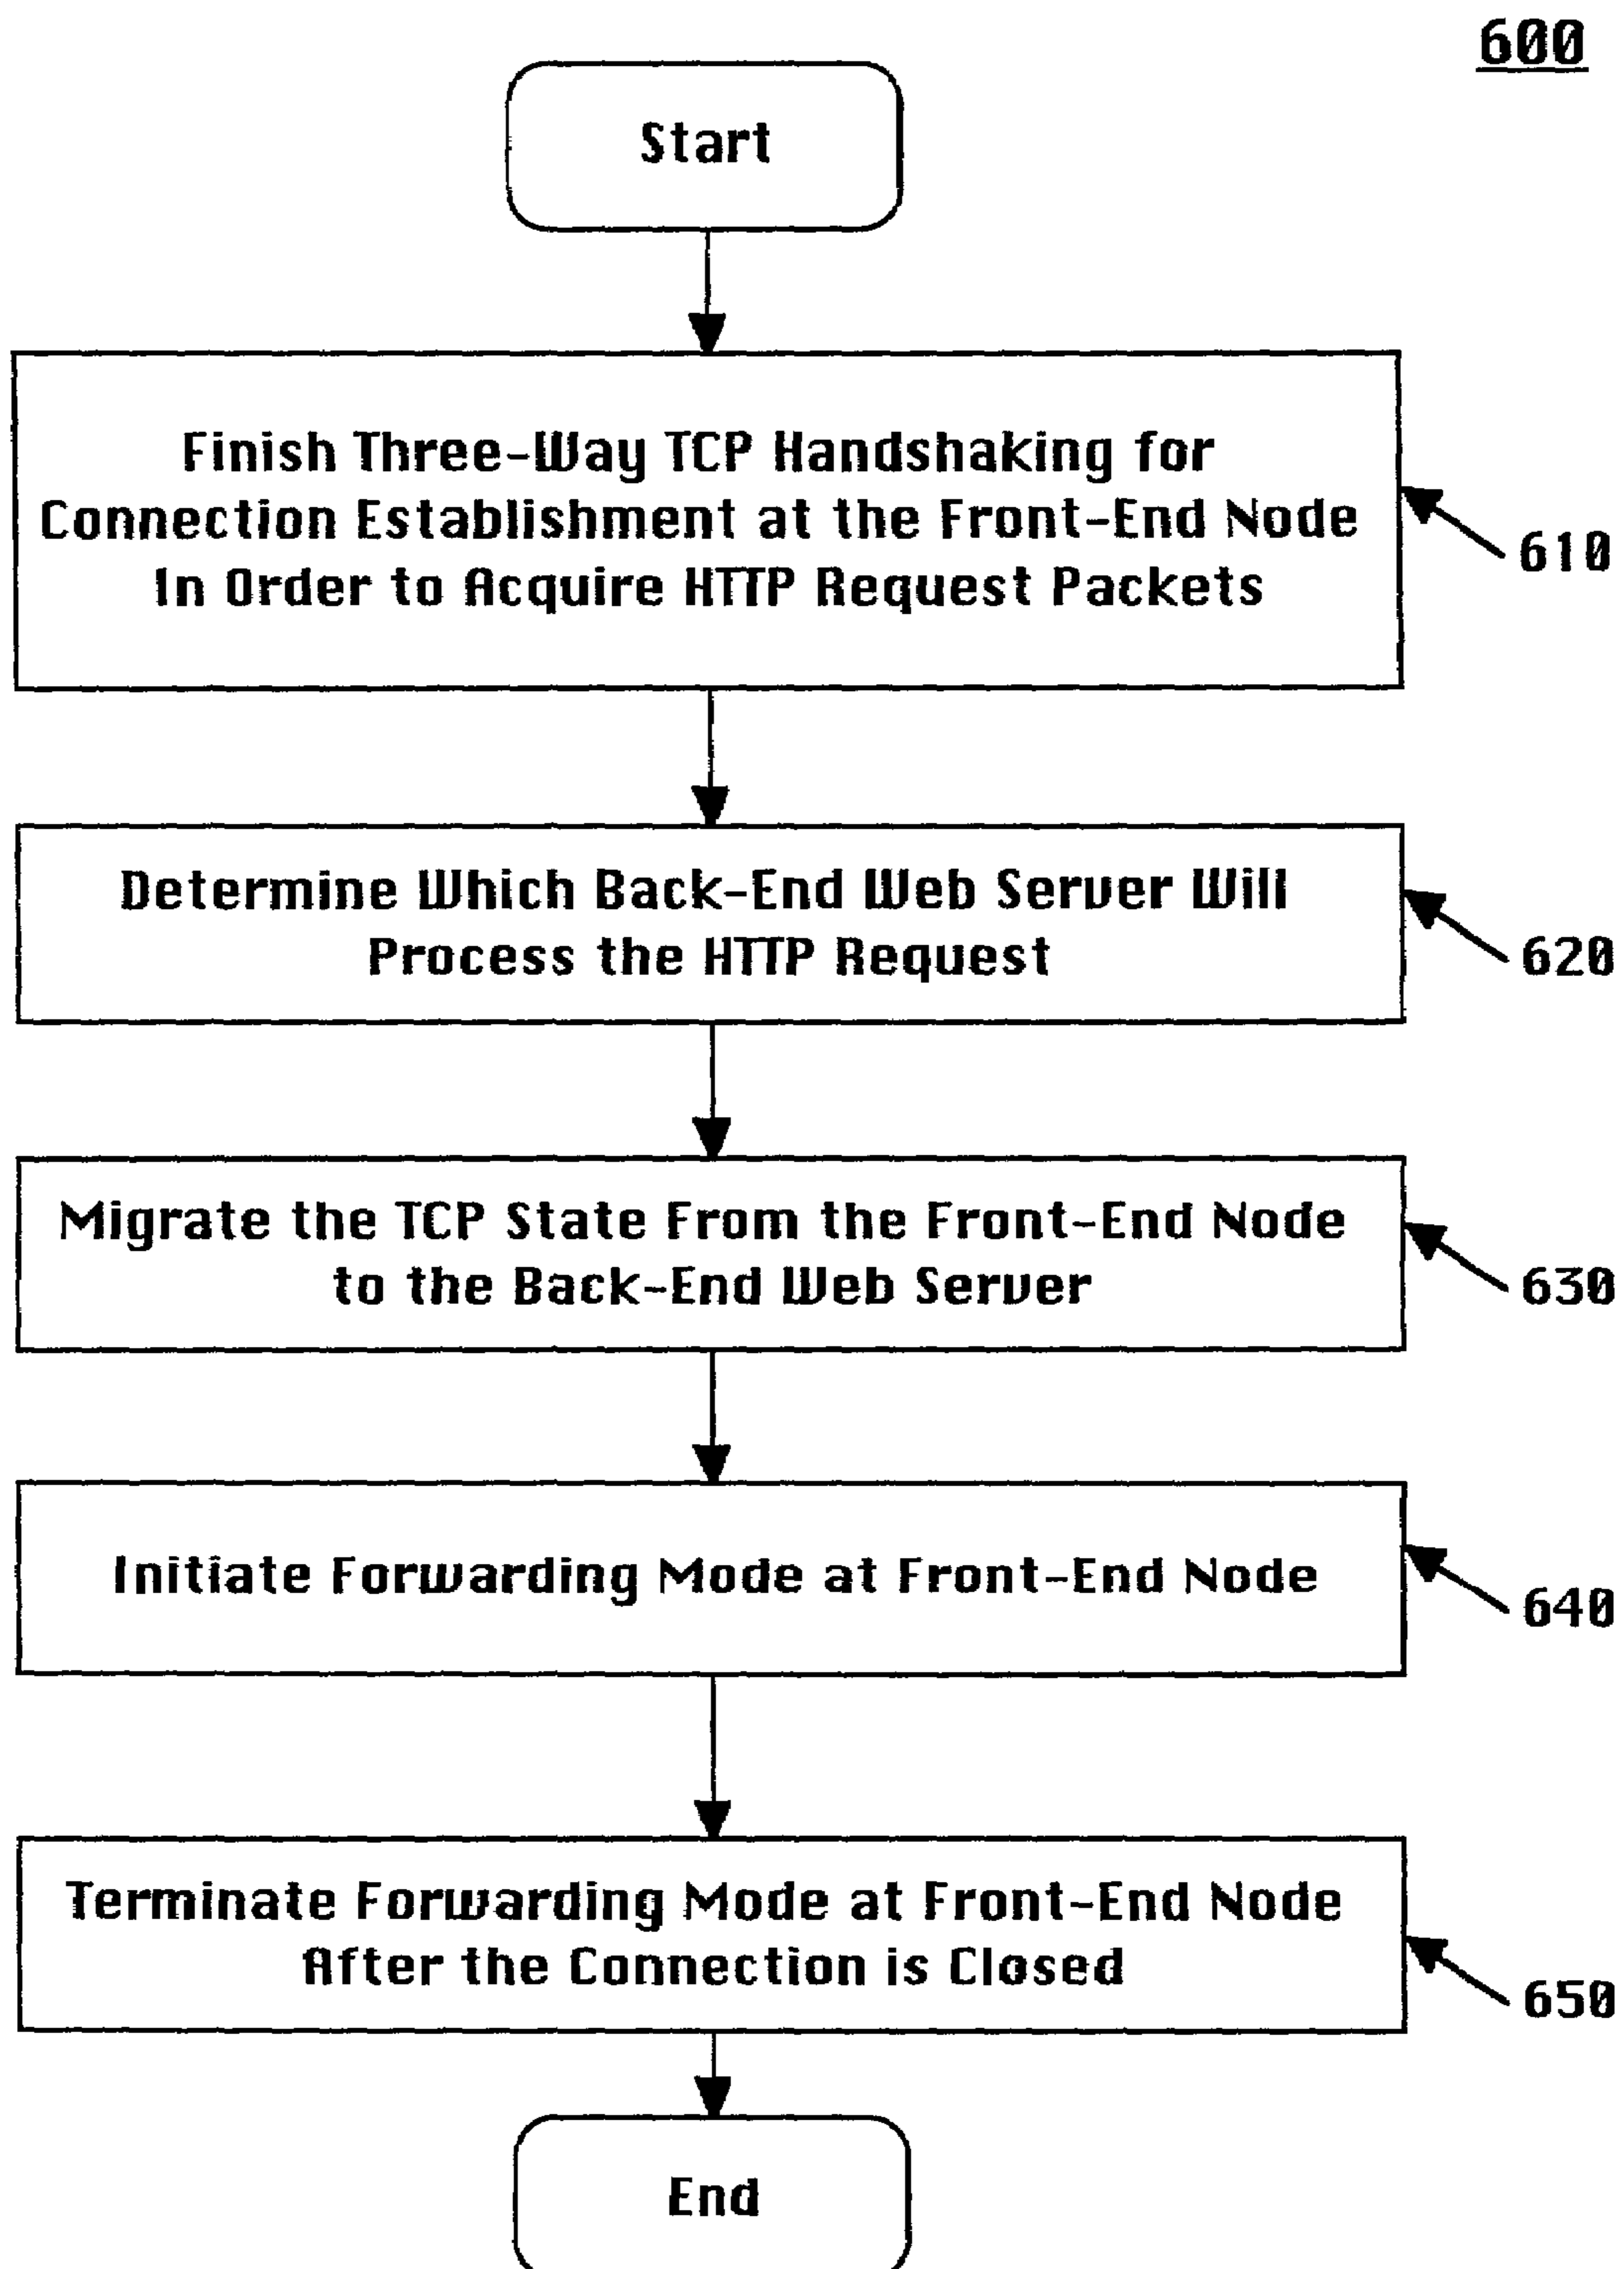 600
Start
Finish Three-Way TCP Handshaking for
Connection Establishment at the Front-End Node
In Order to Acquire HTTP Request Packets
610
Determine Which Back-End Web Server Will
Process the HTTP Request
620
Migrate the TCP State From the Front-End Node
to the Back-End Web Server
630
Initiate Forwarding Mode at Front-End Node
640
Terminate Forwarding Mode at Front-End Node
After the Connection is Closed
650
End